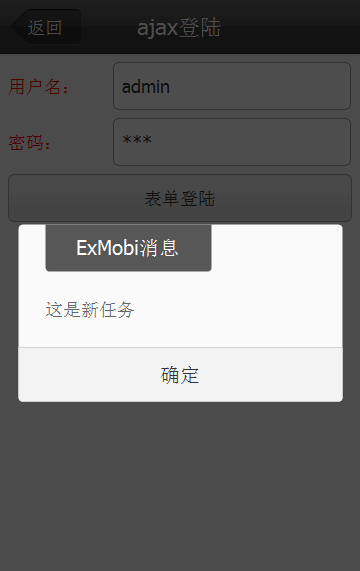 返回
ajax登陆
用户名：
admin
密码：
***
表单登陆
ExMobi消息
这是新任务
确定